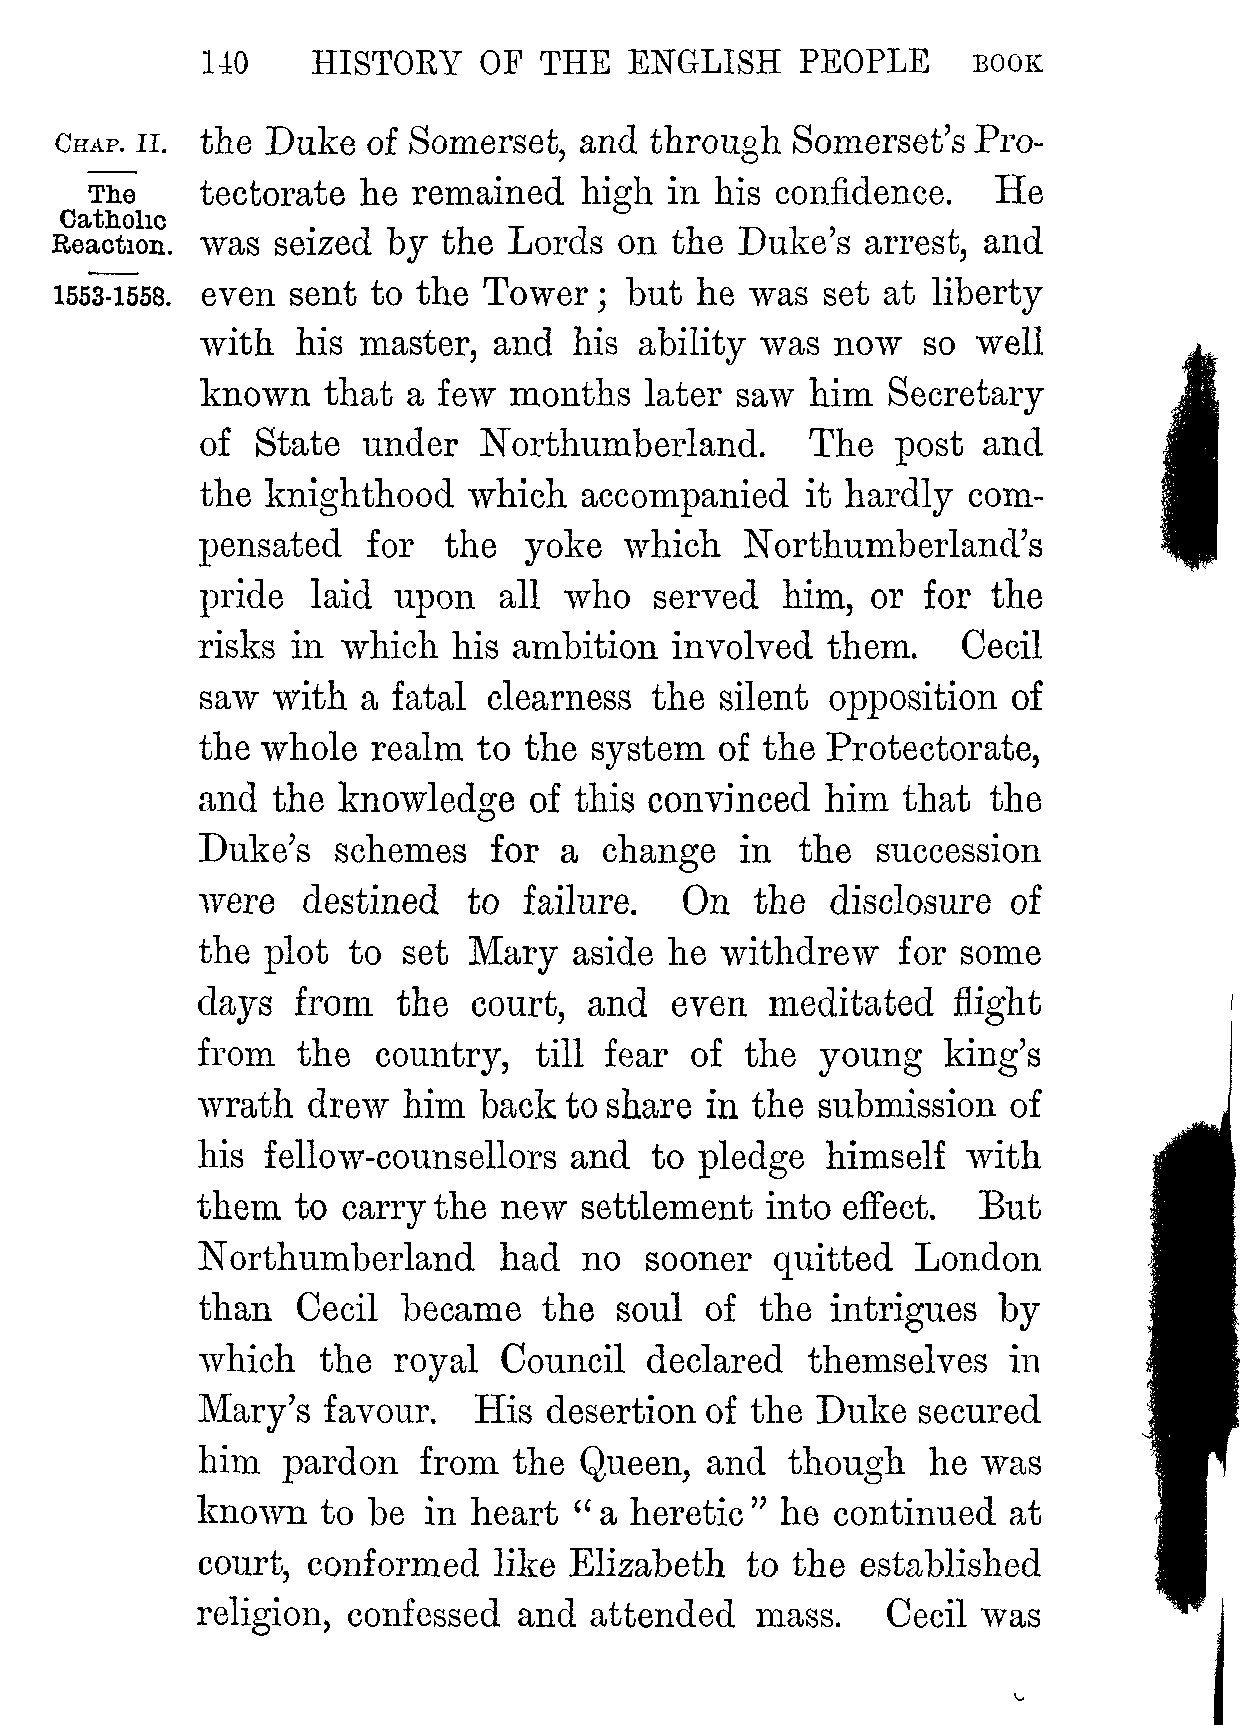 140 HISTORY OF THE ENGLISH PEOPLE BOOK
CHAP. II.
The
Catholic
Reaction.
1553-1558.
the Duke of Somerset, and through Somerset's Pro-
tectorate he remained high in his confidence. He
was seized by the Lords on the Duke's arrest, and
even sent to the Tower; but he was set at liberty
with his master, and his ability was now so well
known that a few months later saw him Secretary
of State under Northumberland. The post and
the knighthood which accompanied it hardly com-
pensated for the yoke which Northumberland's
pride laid upon all who served him, or for the
risks in which his ambition involved them. Cecil
saw with a fatal clearness the silent opposition of
the whole realm to the system of the Protectorate,
and the knowledge of this convinced him that the
Duke's schemes for a change in the succession
were destined to failure. On the disclosure of
the plot to set Mary aside he withdrew for some
days from the court, and even meditated flight
from the country, till fear of the young king's
wrath drew him back to share in the submission of
his fellow-counsellors and to pledge himself with
them to carry the new settlement into effect. But
Northumberland had no sooner quitted London
than Cecil became the soul of the intrigues by
which the royal Council declared themselves in
Mary's favour. His desertion of the Duke secured
him pardon from the Queen, and though he was
known to be in heart "a heretic" he continued at
court, conformed like Elizabeth to the established
religion, confessed and attended mass. Cecil was